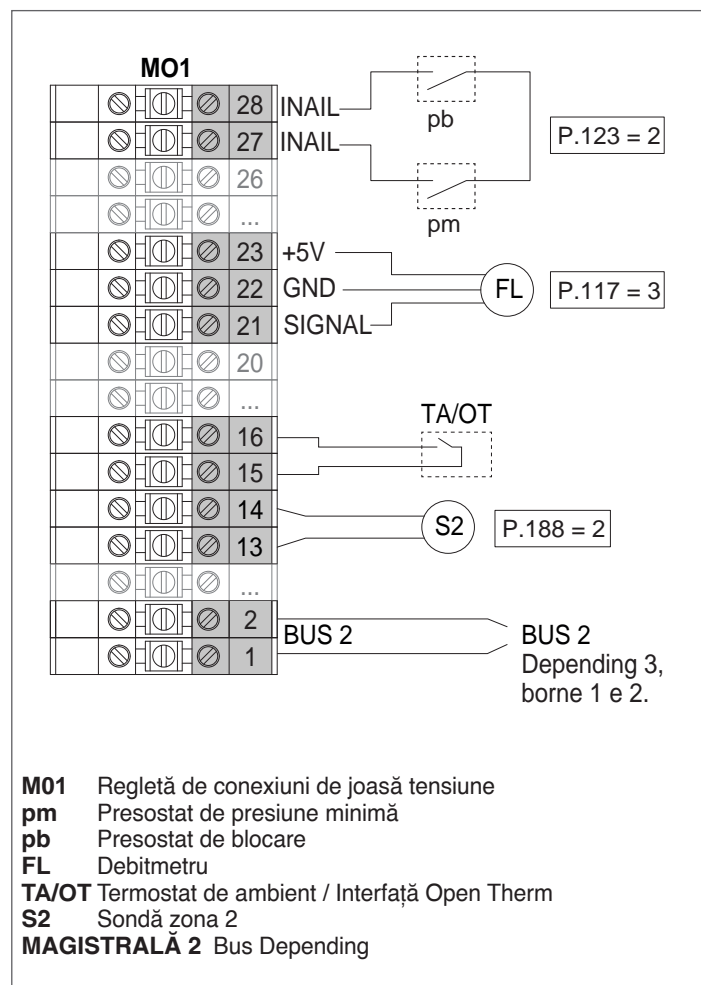 MO1
28 INAIL
27 INAIL
pb
P.123 = 2
26
...
pm
23 +5V
22 GND
FL
P.117 = 3
21 SIGNAL
20
...
TA/OT
16
15
14
S2
P.188 = 2
13
...
2
BUS 2
1
BUS 2
Depending 3,
borne 1 e 2.
M01 Regletă de conexiuni de joasă tensiune
pm Presostat de presiune minimă
pb Presostat de blocare
FL Debitmetru
TA/OT Termostat de ambient / Interfață Open Therm
S2 Sondă zona 2
MAGISTRALĂ 2 Bus Depending